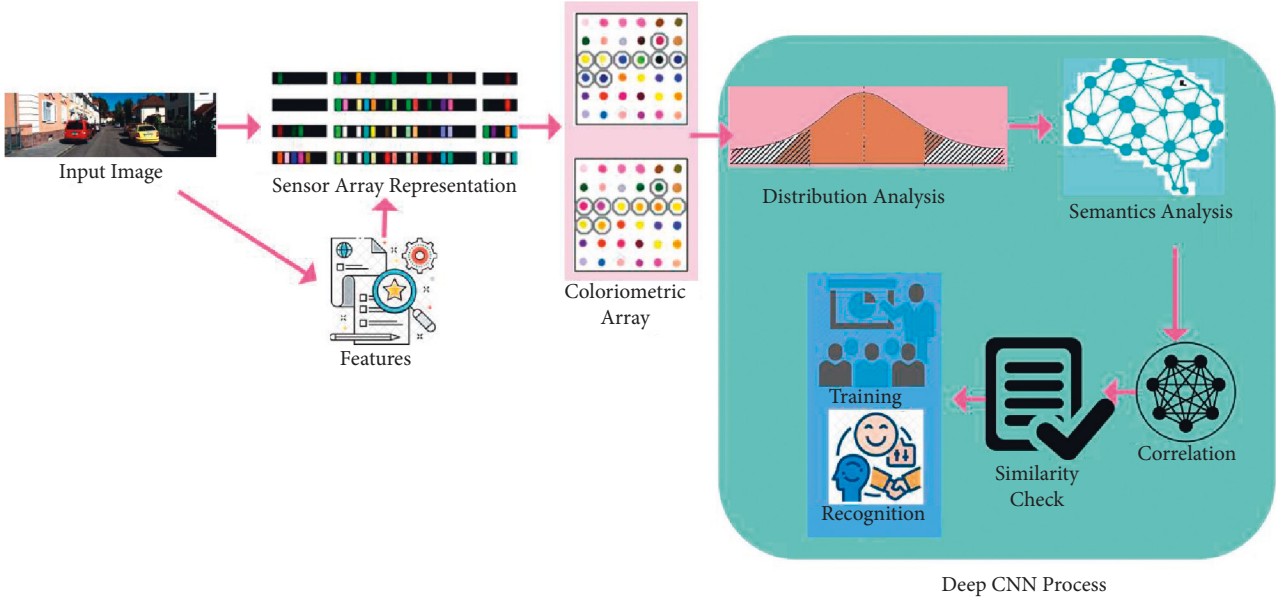 Input Image
Sensor Array Representation
Features
Coloriometric
Array
Distribution Analysis
Semantics Analysis
Correlation
Similarity
Check
Training
Recognition
Deep CNN Process